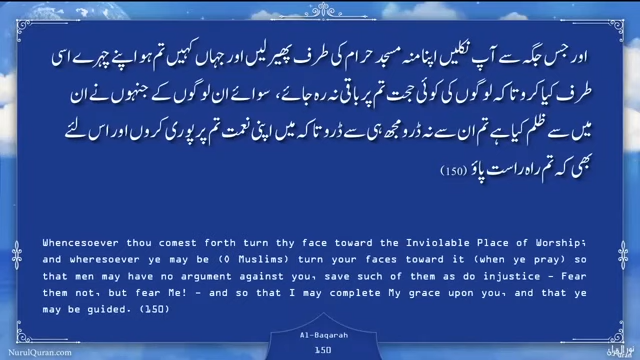 اور جس جگہ سے آپ نکلیں اپنا منہ مسجد حرام کی طرف پھیر لیں اور جہاں کہیں تم ہو اپنے چہرے اسی
طرف کیا کرو تاکہ لوگوں کی کوئی حجت تم پر باقی نہ رہ جائے، سوائے ان لوگوں کے جنہوں نے ان
میں سے ظلم کیا ہے تم ان سے نہ ڈرو مجھ ہی سے ڈرو تاکہ میں اپنی نعمت تم پر پوری کروں اور اس لئے
بھی کہ تم راہ راست پاؤ (150)
Whencesoever thou comest forth turn thy face toward the Inviolable Place of Worship;
and wheresoever ye may be (O Muslims) turn your faces toward it (when ye pray) so
that men may have no argument against you, save such of them as do injustice - Fear
them not, but fear Me! - and so that I may complete My grace upon you, and that ye
may be guided. (150)
Al-Baqarah
150
NurulQuran.com